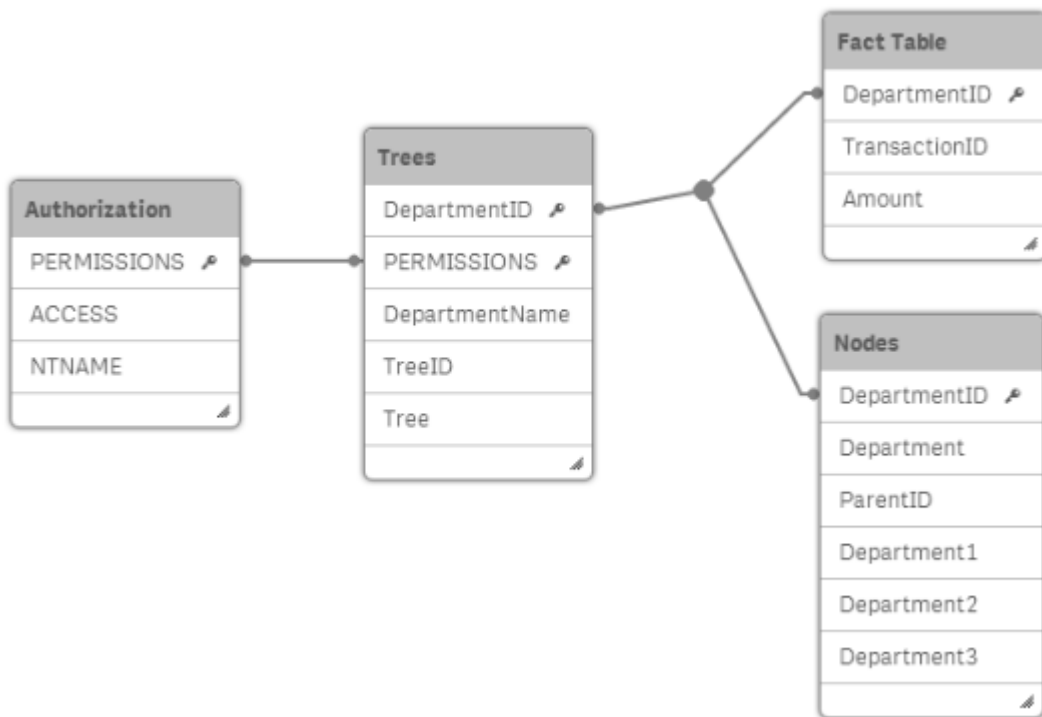 Authorization
PERMISSIONS
ACCESS
NTNAME
Trees
DepartmentID
PERMISSIONS
DepartmentName
TreeID
Tree
Fact Table
DepartmentID
TransactionID
Amount
Nodes
DepartmentID
Department
ParentID
Department1
Department2
Department3